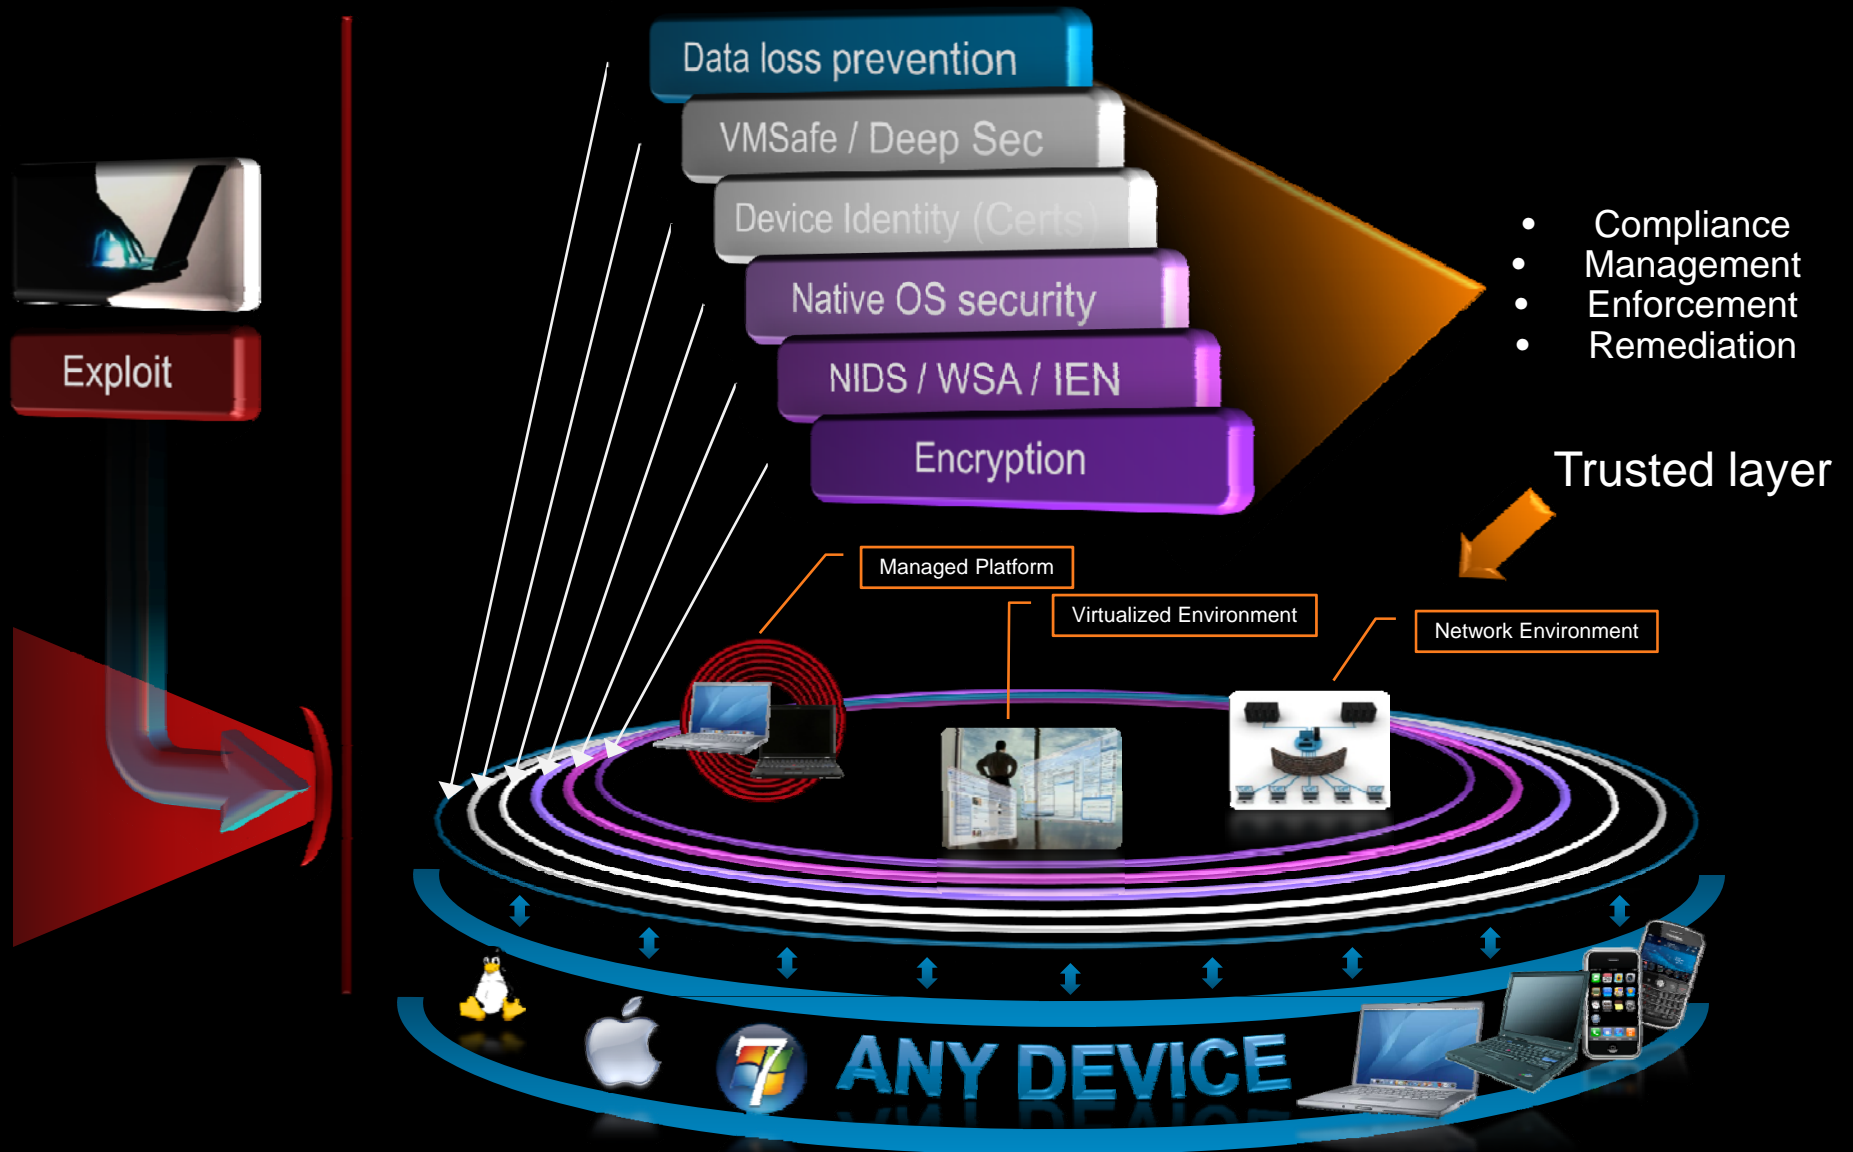 Data loss prevention
VMSafe / Deep Sec
Device Identity (Certs)
Native OS security
NIDS / WSA / IEN
Encryption
Exploit
• Compliance
• Management
• Enforcement
• Remediation
Trusted layer
Managed Platform
Virtualized Environment
Network Environment
7
ANY DEVICE